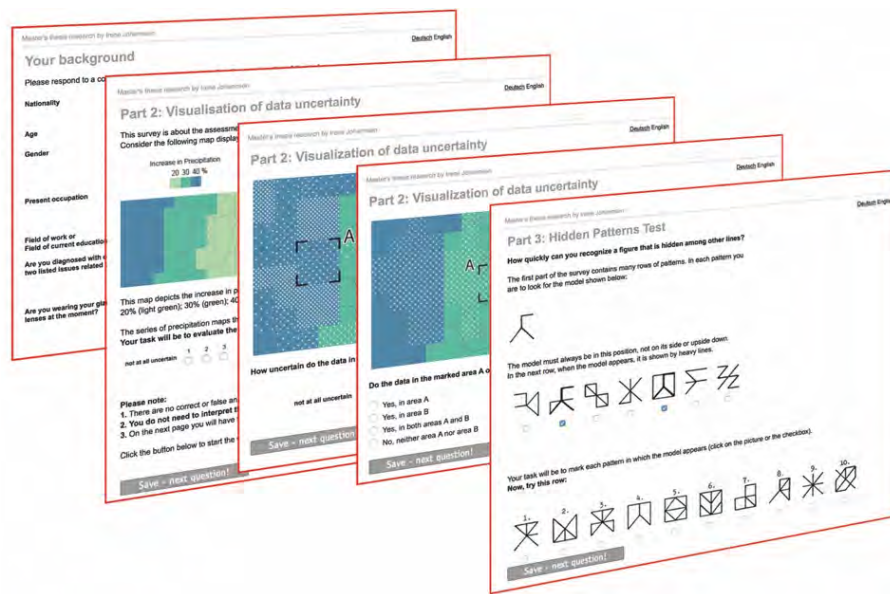 Master's thesis research by Irene Johannsen
Deutsch English
Your background
Please respond to a co
Nationality
Age
Gender
Present occupation
Field of work or
Field of current education
Are you diagnosed with
two listed issues related
Are you wearing your gla
lenses at the moment?
Master's thesis research by Irene Johannsen
Deutsch English
Part 2: Visualisation of data uncertainty
This survey is about the assessme
Consider the following map display
Increase in Precipitation
20 30 40 %
This map depicts the increase in p
20% (light green); 30% (green); 40
The series of precipitation maps th
Your task will be to evaluate the
not at all uncertain 1 2 3
Please note:
1. There are no correct or false an
2. You do not need to interpret t
3. On the next page you will have
Click the button below to start the
Save - next question!
Master's thesis research by Irene Johannsen
Deutsch English
Part 2: Visualization of data uncertainty
A
How uncertain do the data in
not at all uncertain
Save - next question!
Master's thesis research by Irene Johannsen
Deutsch English
Part 2: Visualization of data uncertainty
A
Do the data in the marked area A o
Yes, in area A
Yes, in area B
Yes, in both areas A and B
No, neither area A nor area B
Save - next question!
Master's thesis research by Irene Johannsen
Deutsch English
Part 3: Hidden Patterns Test
How quickly can you recognize a figure that is hidden among other lines?
The first part of the survey contains many rows of patterns. In each pattern you
are to look for the model shown below:
The model must always be in this position, not on its side or upside down.
In the next row, when the model appears, it is shown by heavy lines.
Your task will be to mark each pattern in which the model appears (click on the picture or the checkbox).
Now, try this row:
1. 2. 3. 4. 5. 6. 7. 8. 9. 10.
Save - next question!